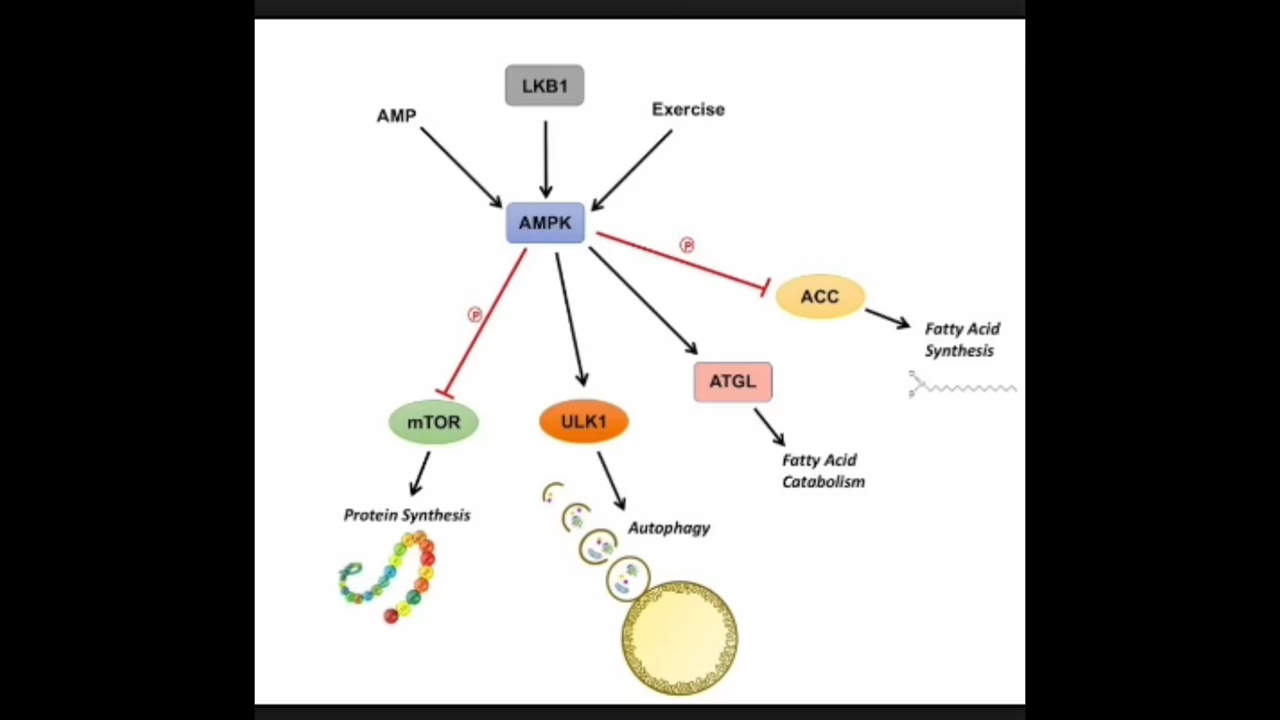 LKB1
AMP
Exercise
AMPK
P
P
ACC
Fatty Acid
Synthesis
ATGL
mTOR
ULK1
Fatty Acid
Catabolism
Protein Synthesis
Autophagy